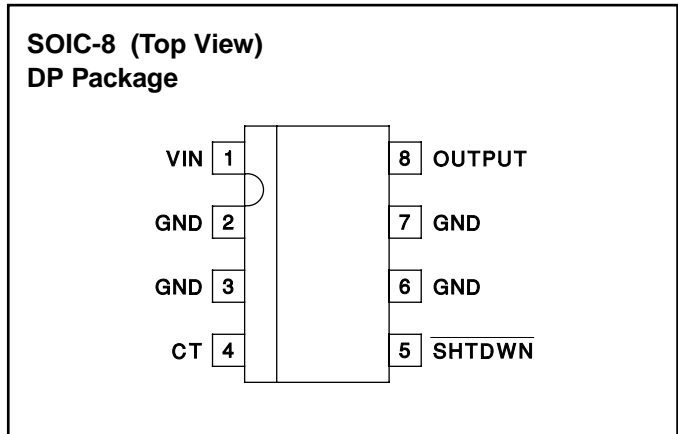 SOIC-8 (Top View)
DP Package
VIN 1 8 OUTPUT
GND 2 7 GND
GND 3 6 GND
CT 4 5 SHTDWN